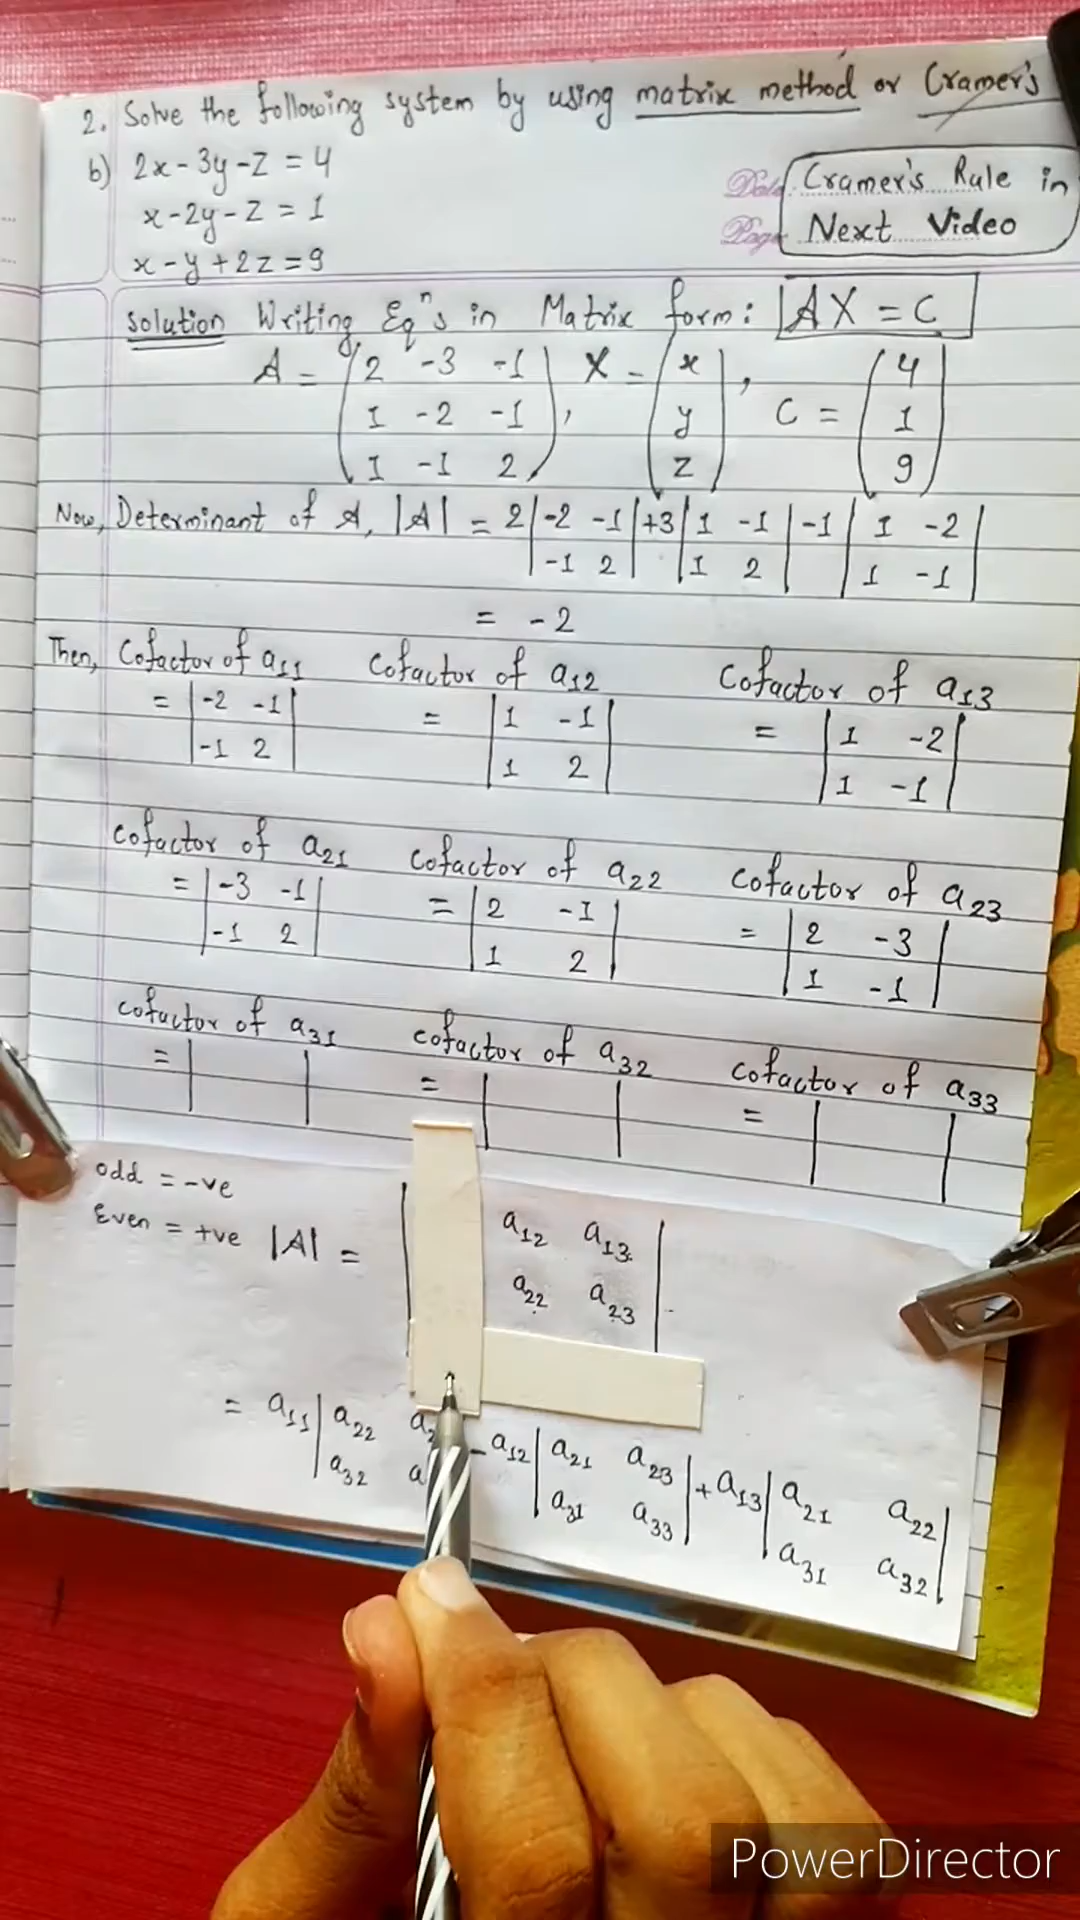 2. Solve the following system by using matrix method or Cramer's
b) 2x - 3y - z = 4
x - 2y - z = 1
x - y + 2z = 9
Cramer's Rule in
Next Video
Solution Writing Eqⁿ's in Matrix form: AX = C
A = (2 -3 -1), X = (x), C = (4)
1 -2 -1 y 1
1 -1 2 z 9
Now, Determinant of A, |A| = 2 |-2 -1| +3 |1 -1| -1 |1 -2|
-1 2 1 2 1 -1
= -2
Then, Cofactor of a11 Cofactor of a12 Cofactor of a13
= |-2 -1| = |1 -1| = |1 -2|
-1 2 1 2 1 -1
Cofactor of a21 Cofactor of a22 Cofactor of a23
= |-3 -1| = |2 -1| = |2 -3|
-1 2 1 2 1 -1
Cofactor of a31 Cofactor of a32 Cofactor of a33
= | | = | | = | |
odd = -ve
Even = +ve |A| = | a12 a13 |
a22 a23
= a11 |a22 - a12 |a21 a23| + a13 |a21 a22|
a32 a31 a33 a31 a32
PowerDirector